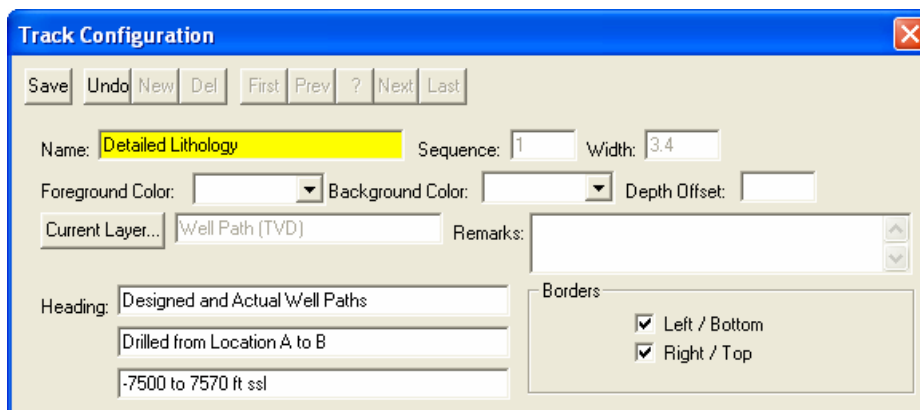 Track Configuration
Save Undo New Del First Prev ? Next Last
Name: Detailed Lithology Sequence: 1 Width: 3.4
Foreground Color: Background Color: Depth Offset:
Current Layer... Well Path (TVD) Remarks:
Heading: Designed and Actual Well Paths
Drilled from Location A to B
-7500 to 7570 ft ssl
Borders
Left / Bottom
Right / Top